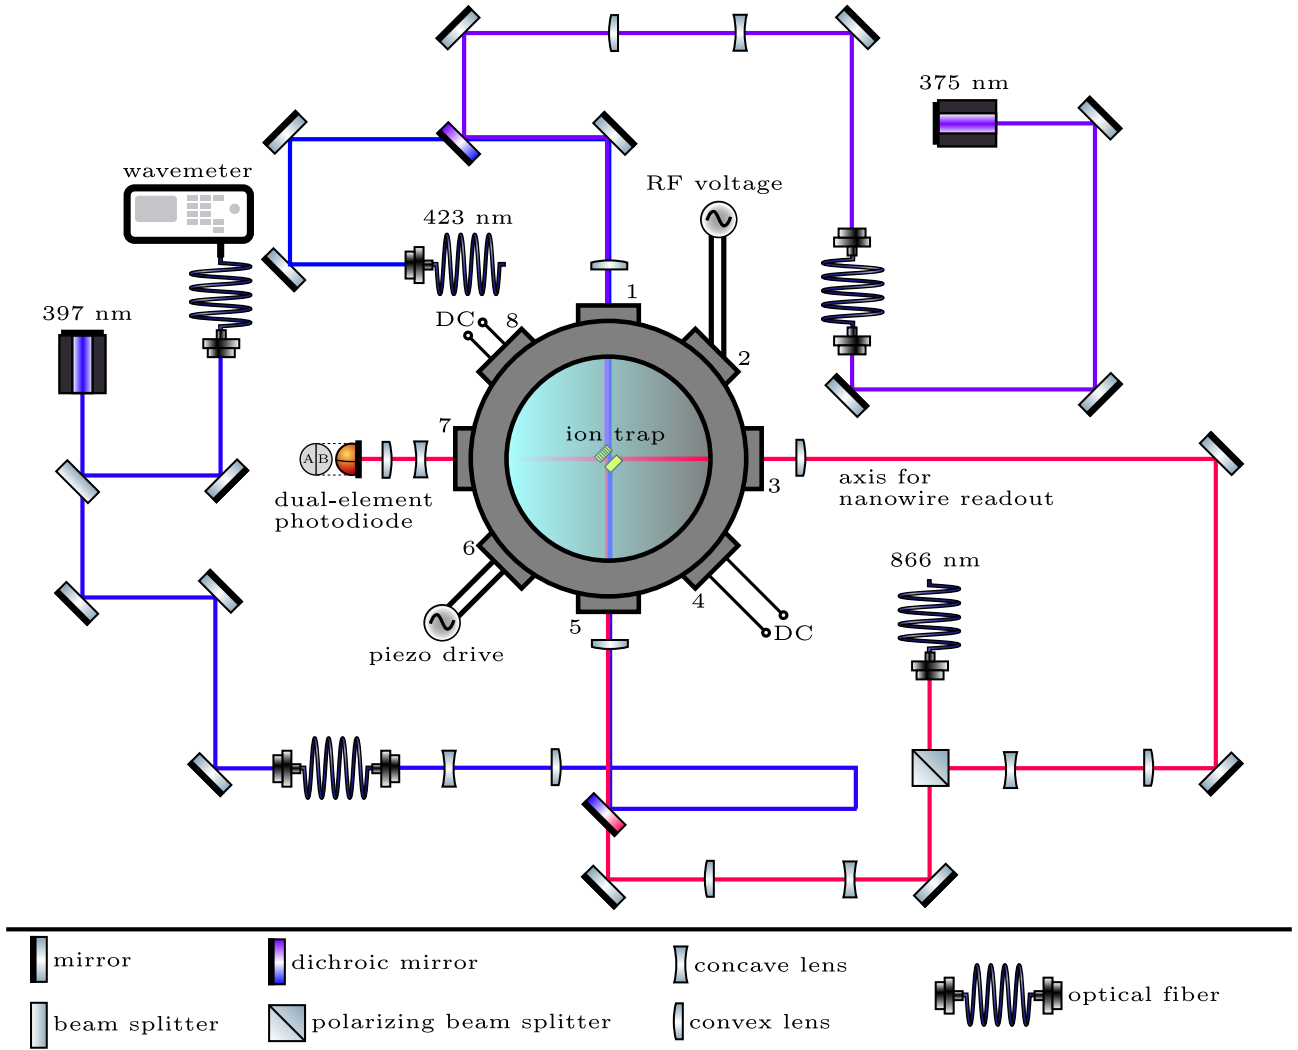 375 nm
wavemeter
RF voltage
423 nm
397 nm
1
DC
8
2
7
ion trap
A B
3
axis for
nanowire readout
dual-element
photodiode
6
866 nm
4
5
DC
piezo drive
mirror
dichroic mirror
concave lens
optical fiber
beam splitter
polarizing beam splitter
convex lens